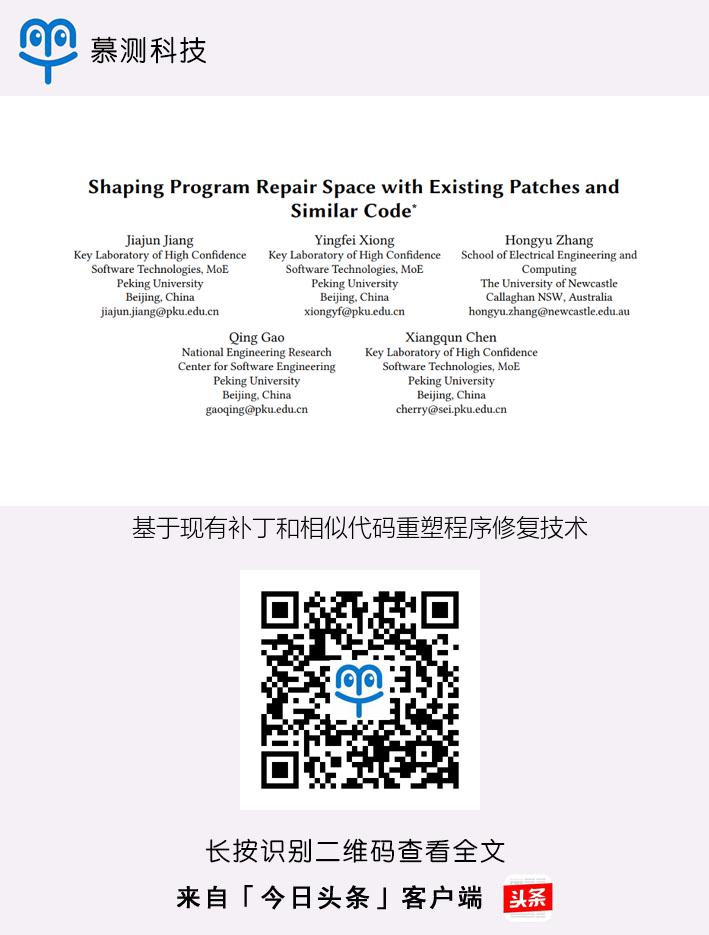 慕测科技
Shaping Program Repair Space with Existing Patches and
Similar Code*
Jiajun Jiang
Key Laboratory of High Confidence
Software Technologies, MoE
Peking University
Beijing, China
jiajun.jiang@pku.edu.cn
Yingfei Xiong
Key Laboratory of High Confidence
Software Technologies, MoE
Peking University
Beijing, China
xiongyf@pku.edu.cn
Hongyu Zhang
School of Electrical Engineering and
Computing
The University of Newcastle
Callaghan NSW, Australia
hongyu.zhang@newcastle.edu.au
Qing Gao
National Engineering Research
Center for Software Engineering
Peking University
Beijing, China
gaoqing@pku.edu.cn
Xiangqun Chen
Key Laboratory of High Confidence
Software Technologies, MoE
Peking University
Beijing, China
cherry@sei.pku.edu.cn
基于现有补丁和相似代码重塑程序修复技术
长按识别二维码查看全文
来自「今日头条」客户端
头条